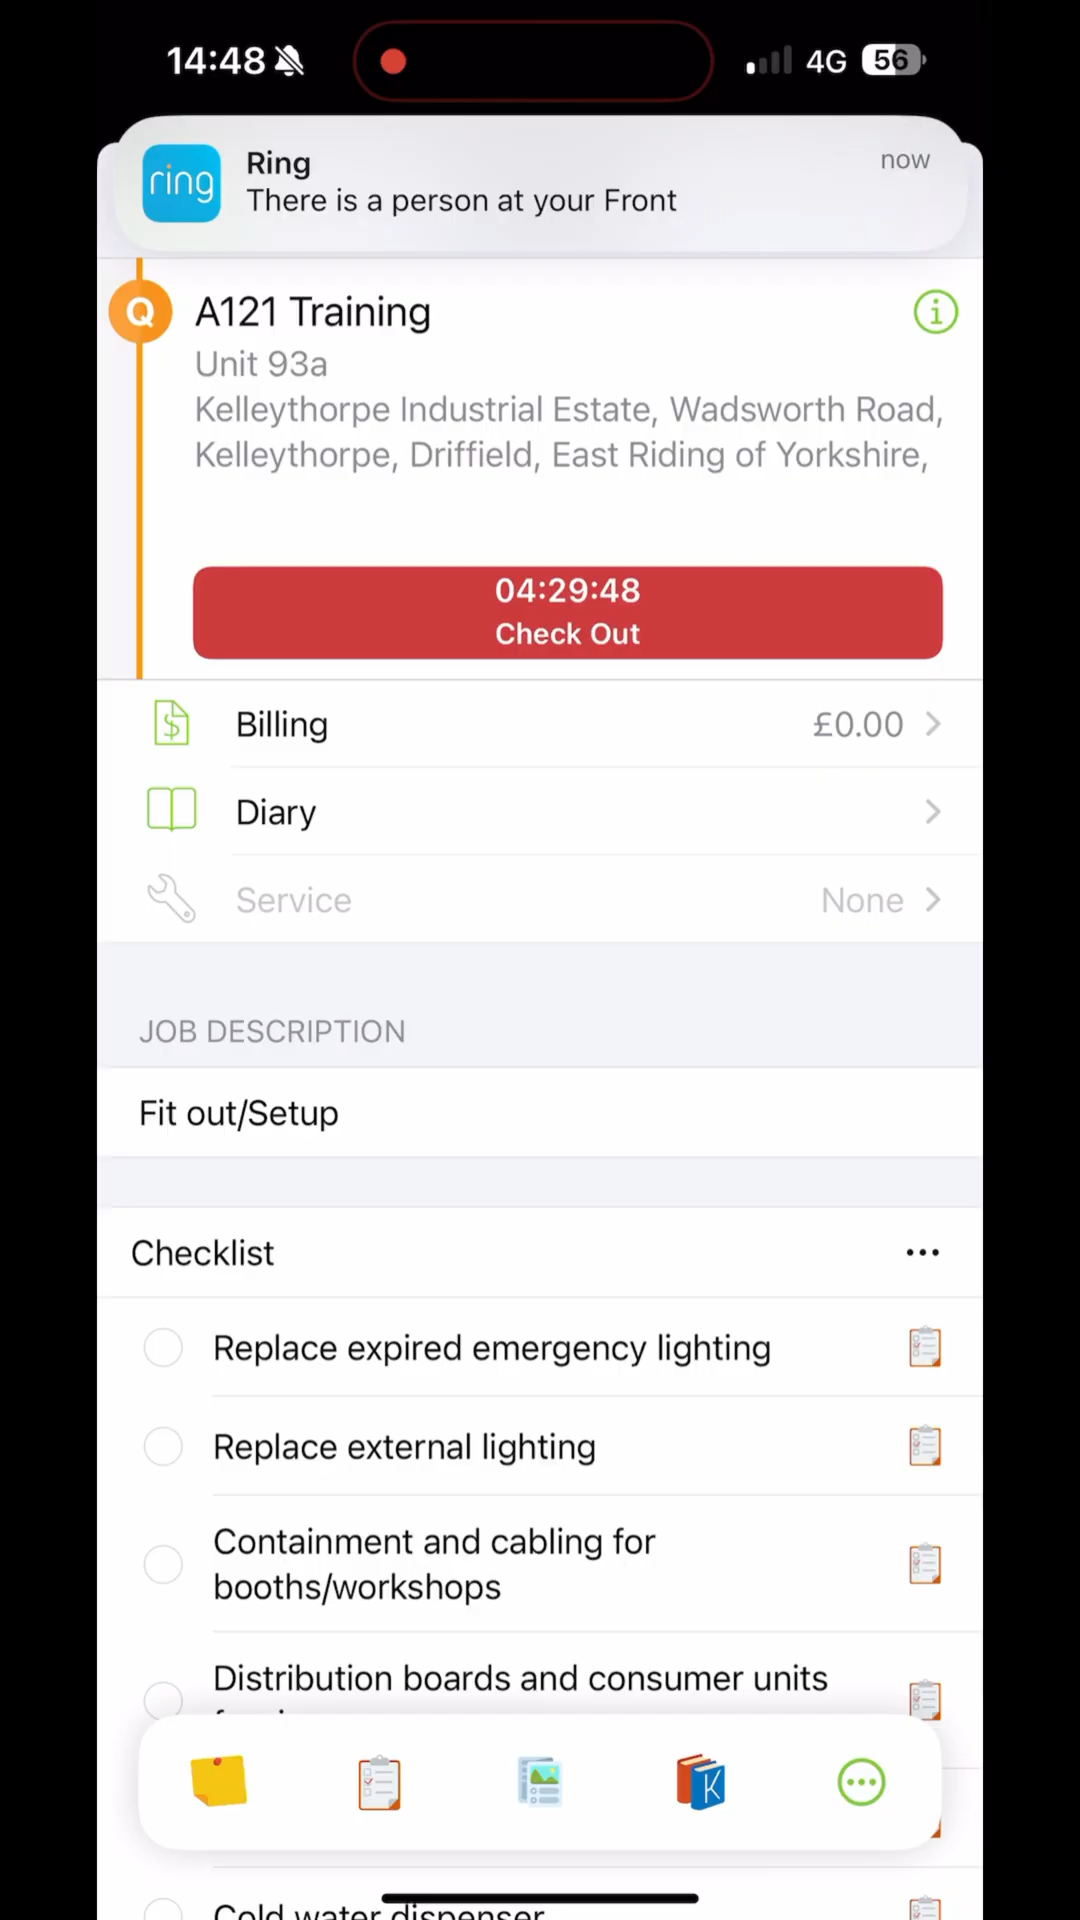 14:48
4G
56
ring
Ring
now
There is a person at your Front
Q
A121 Training
Unit 93a
Kelleythorpe Industrial Estate, Wadsworth Road,
Kelleythorpe, Driffield, East Riding of Yorkshire,
04:29:48
Check Out
Billing
£0.00
Diary
Service
None
JOB DESCRIPTION
Fit out/Setup
Checklist
Replace expired emergency lighting
Replace external lighting
Containment and cabling for
booths/workshops
Distribution boards and consumer units
K
Cold water dispenser